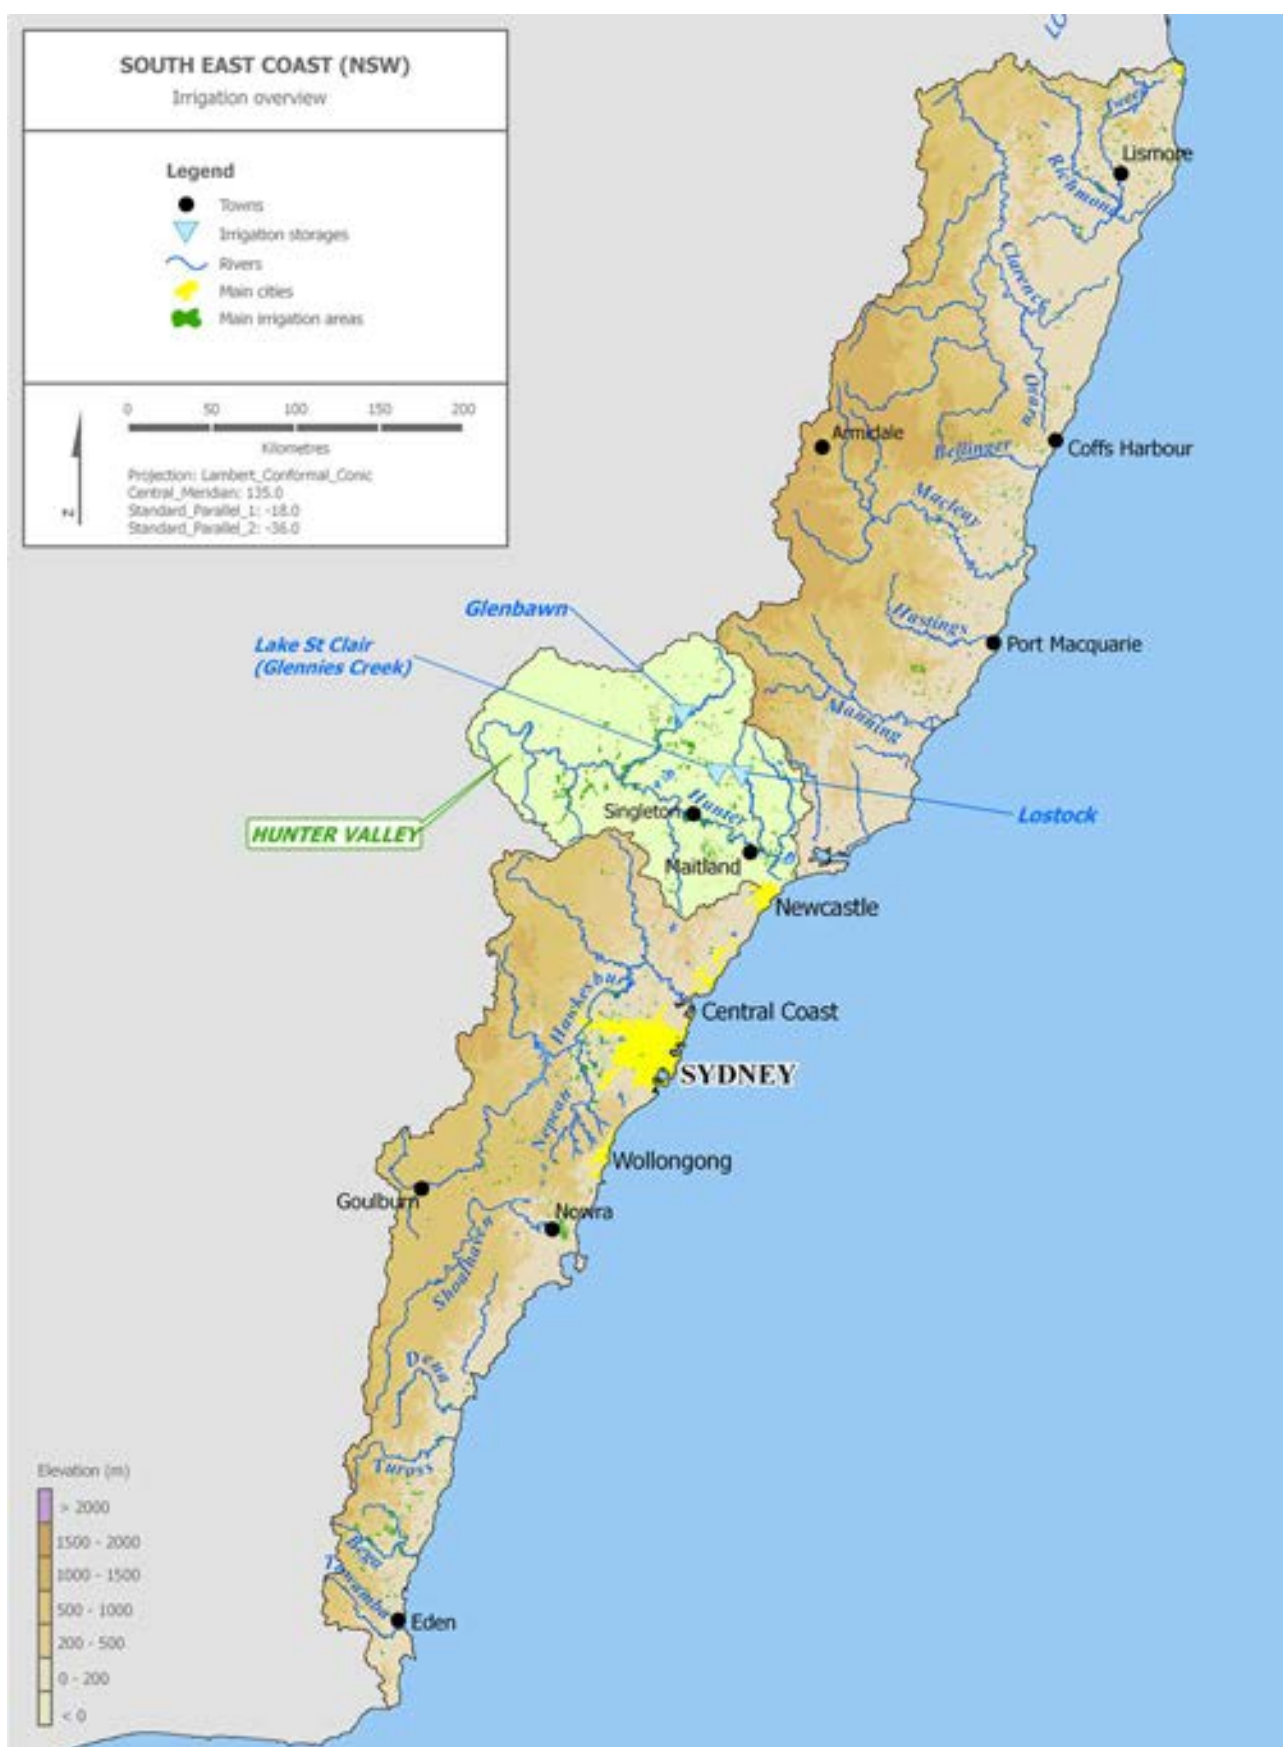 SOUTH EAST COAST (NSW)
Irrigation overview
Legend
Towns
Irrigation storages
Rivers
Main cities
Main irrigation areas
0 50 100 150 200
Kilometres
N
Projection: Lambert_Conformal_Conic
Central_Meridian: 135.0
Standard_Parallel_1: -18.0
Standard_Parallel_2: -36.0
LO
Tweed
Lismore
Richmond
Clarence
Orara
Armidale
Coffs Harbour
Bellinger
Macleay
Hastings
Port Macquarie
Glenbawn
Lake St Clair
(Glennies Creek)
Manning
Singleton
Hunter
Lostock
HUNTER VALLEY
Maitland
Newcastle
Hawkesbury
Central Coast
SYDNEY
Nepean
Wollongong
Goulburn
Nowra
Shoalhaven
Deua
Tuross
Bega
Towamba
Eden
Elevation (m)
> 2000
1500 - 2000
1000 - 1500
500 - 1000
200 - 500
0 - 200
< 0